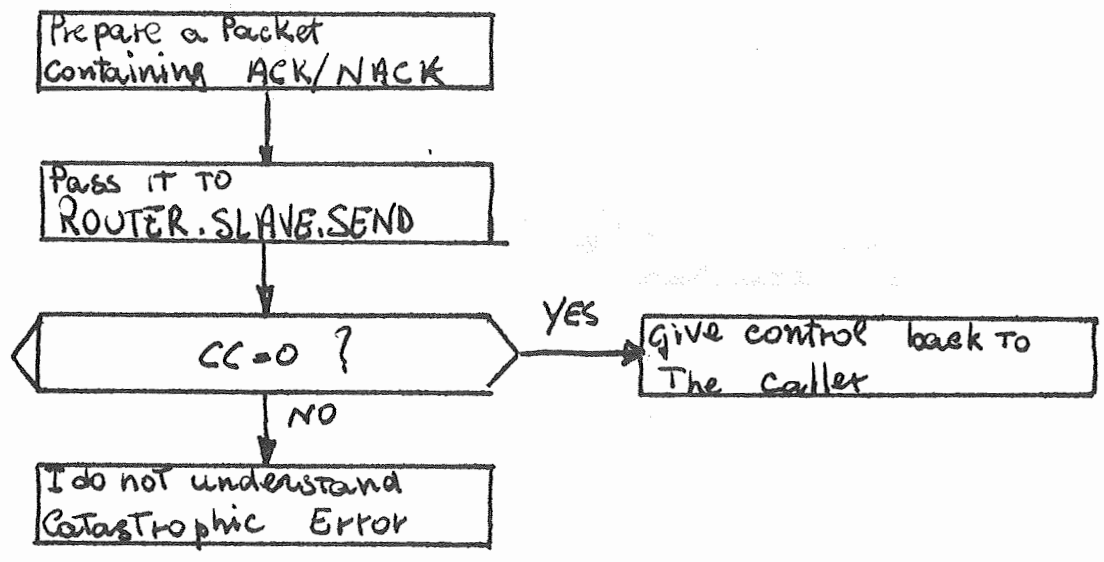 Prepare a Packet
containing ACK/NACK
Pass IT TO
ROUTER.SLAVE.SEND
CC=0 ?
YES
Give control back To
The caller
NO
I do not understand
Catastrophic Error